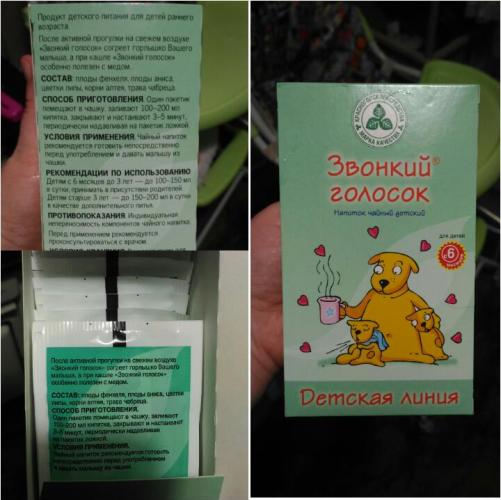 Продукт детского питания для детей раннего
возраста.
После активной прогулки на свежем воздухе
«Звонкий голосок» согреет горлышко Вашего
малыша, а при кашле «Звонкий голосок»
особенно полезен с медом.
СОСТАВ: плоды фенхеля, плоды аниса,
цветки липы, корни алтея, трава чабреца.
СПОСОБ ПРИГОТОВЛЕНИЯ. Один пакетик
помещают в чашку, заливают 100–200 мл
кипятка, закрывают и настаивают 3–5 минут,
периодически надавливая на пакетик ложкой.
УСЛОВИЯ ПРИМЕНЕНИЯ: Чайный напиток
рекомендуется готовить непосредственно
перед употреблением и давать малышу из
чашки.
РЕКОМЕНДАЦИИ ПО ИСПОЛЬЗОВАНИЮ
Детям с 6 месяцев до 3 лет — до 100–150 мл
в сутки, принимать в присутствии родителей.
Детям старше 3 лет — до 150–200 мл в сутки
в качестве дополнительного питья.
ПРОТИВОПОКАЗАНИЯ. Индивидуальная
непереносимость компонентов чайного напитка.
Перед применением рекомендуется
проконсультироваться с врачом.
После активной прогулки на свежем воздухе
«Звонкий голосок» согреет горлышко Вашего
малыша, а при кашле «Звонкий голосок»
особенно полезен с медом.
СОСТАВ: плоды фенхеля, плоды аниса, цветки
липы, корни алтея, трава чабреца.
СПОСОБ ПРИГОТОВЛЕНИЯ.
Один пакетик помещают в чашку, заливают
100–200 мл кипятка, закрывают и настаивают
3–5 минут, периодически надавливая
на пакетик ложкой.
УСЛОВИЯ ПРИМЕНЕНИЯ.
Чайный напиток рекомендуется готовить
непосредственно перед употреблением
и давать малышу из чашки.
КРАСНОГОРСКЛЕКСРЕДСТВА
МАРКА КАЧЕСТВА
Звонкий®
голосок
Напиток чайный детский
для детей
с 6
Детская линия